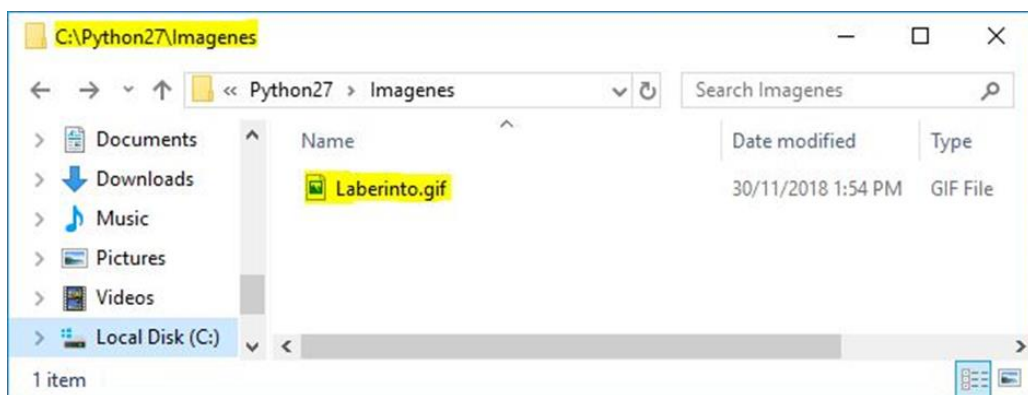 C:\Python27\Imagenes
« Python27 > Imagenes
Search Imagenes
Name
Date modified
Type
Documents
Laberinto.gif
30/11/2018 1:54 PM
GIF File
Downloads
Music
Pictures
Videos
Local Disk (C:)
1 item